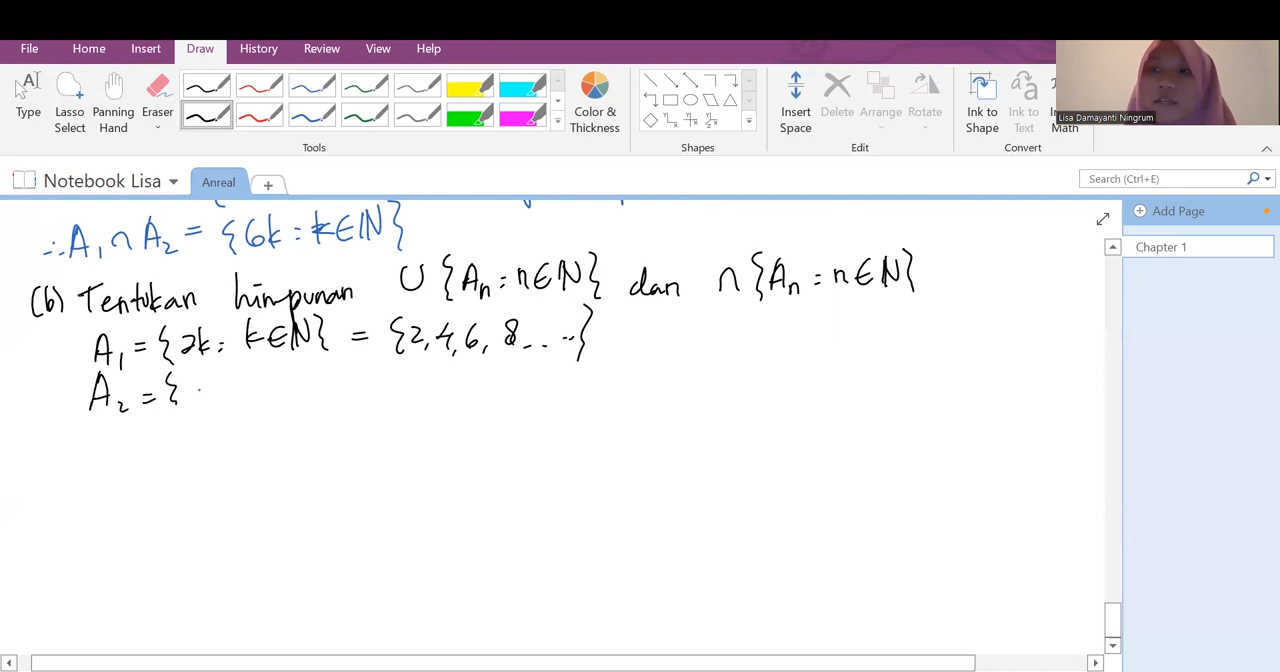 File Home Insert Draw History Review View Help
Type Lasso Select Panning Hand Eraser Color & Thickness Insert Space Delete Arrange Rotate Ink to Shape Ink to Text Math
Tools Shapes Edit Convert
Lisa Damayanti Ningrum
Notebook Lisa Anreal Search (Ctrl+E)
Add Page
Chapter 1
∴ A₁ ∩ A₂ = {6k : k ∈ ℕ}
(b) Tentukan himpunan ∪ {Aₙ : n ∈ ℕ} dan ∩ {Aₙ : n ∈ ℕ}
A₁ = {2k : k ∈ ℕ} = {2, 4, 6, 8, ...}
A₂ = {